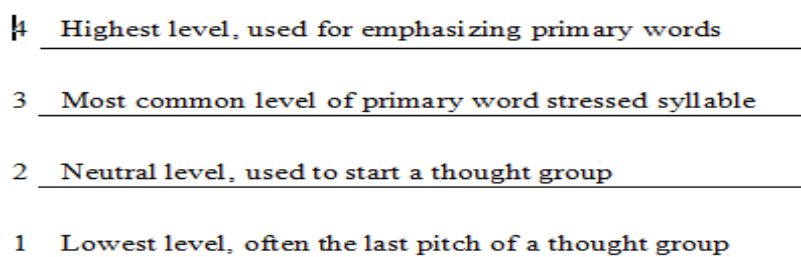 4 Highest level, used for emphasizing primary words
3 Most common level of primary word stressed syllable
2 Neutral level, used to start a thought group
1 Lowest level, often the last pitch of a thought group